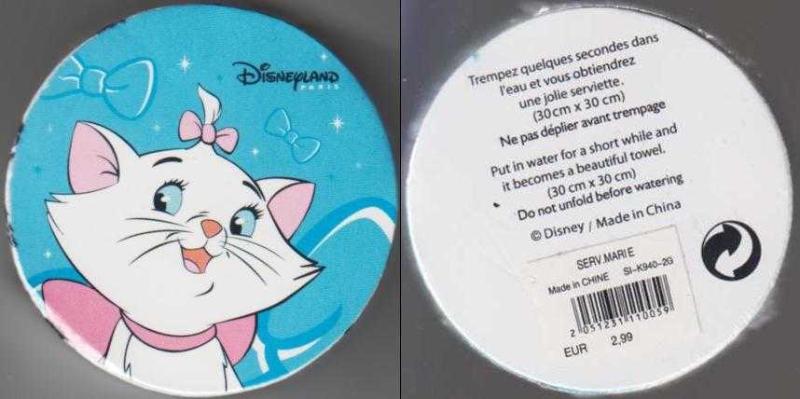 Disneyland
PARIS
Trempez quelques secondes dans
l'eau et vous obtiendrez
une jolie serviette.
(30 cm x 30 cm)
Ne pas déplier avant trempage
Put in water for a short while and
it becomes a beautiful towel.
(30 cm x 30 cm)
Do not unfold before watering
© Disney / Made in China
SERV.MARIE
Made in CHINE SI-K940-2G
2 051231 110059
EUR 2,99